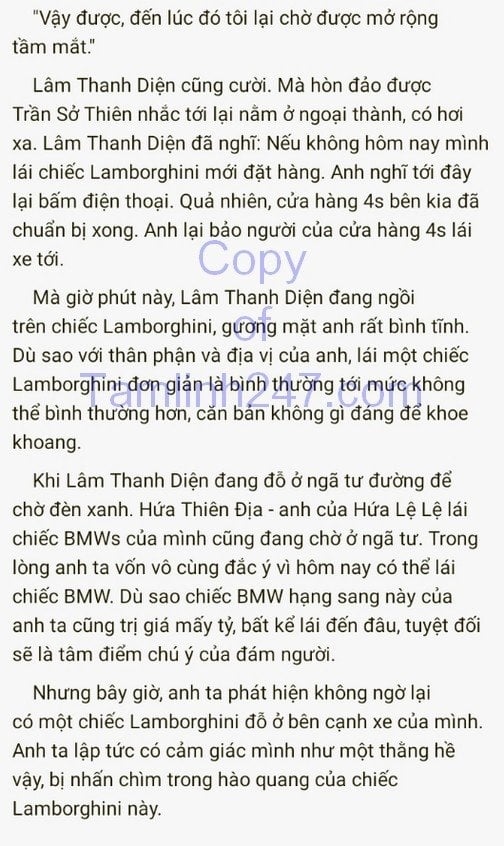 "Vậy được, đến lúc đó tôi lại chờ được mở rộng
tầm mắt."
Lâm Thanh Diện cũng cười. Mà hòn đảo được
Trần Sở Thiên nhắc tới lại nằm ở ngoại thành, có hơi
xa. Lâm Thanh Diện đã nghĩ: Nếu không hôm nay mình
lái chiếc Lamborghini mới đặt hàng. Anh nghĩ tới đây
lại bấm điện thoại. Quả nhiên, cửa hàng 4s bên kia đã
chuẩn bị xong. Anh lại bảo người của cửa hàng 4s lái
xe tới.
Copy
Mà giờ phút này, Lâm Thanh Diện đang ngồi
trên chiếc Lamborghini, gương mặt anh rất bình tĩnh.
of
Dù sao với thân phận và địa vị của anh, lái một chiếc
Lamborghini đơn giản là bình thường tới mức không
Tamlinh247.com
thể bình thường hơn, căn bản không gì đáng để khoe
khoang.
Khi Lâm Thanh Diện đang đỗ ở ngã tư đường để
chờ đèn xanh. Hứa Thiên Địa - anh của Hứa Lệ Lệ lái
chiếc BMWs của mình cũng đang chờ ở ngã tư. Trong
lòng anh ta vốn vô cùng đắc ý vì hôm nay có thể lái
chiếc BMW. Dù sao chiếc BMW hạng sang này của
anh ta cũng trị giá mấy tỷ, bất kể lái đến đâu, tuyệt đối
sẽ là tâm điểm chú ý của đám người.
Nhưng bây giờ, anh ta phát hiện không ngờ lại
có một chiếc Lamborghini đỗ ở bên cạnh xe của mình.
Anh ta lập tức có cảm giác mình như một thằng hề
vậy, bị nhấn chìm trong hào quang của chiếc
Lamborghini này.